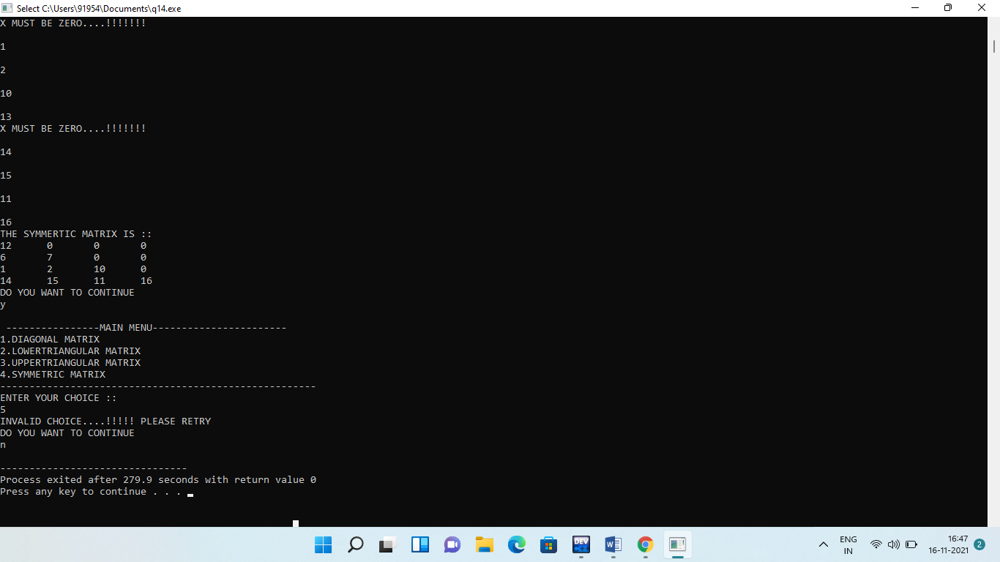 Select C:\Users\91954\Documents\q14.exe
X MUST BE ZERO....!!!!!!!
1
2
10
13
X MUST BE ZERO....!!!!!!!
14
15
11
16
THE SYMMERTIC MATRIX IS ::
12 0 0 0
6 7 0 0
1 2 10 0
14 15 11 16
DO YOU WANT TO CONTINUE
y
----------------MAIN MENU-----------------------
1.DIAGONAL MATRIX
2.LOWERTRIANGULAR MATRIX
3.UPPERTRIANGULAR MATRIX
4.SYMMETRIC MATRIX
------------------------------------------------------
ENTER YOUR CHOICE ::
5
INVALID CHOICE....!!!!! PLEASE RETRY
DO YOU WANT TO CONTINUE
n
--------------------------------
Process exited after 279.9 seconds with return value 0
Press any key to continue . . .
DEV
W
ENG
IN
16:47
16-11-2021
2